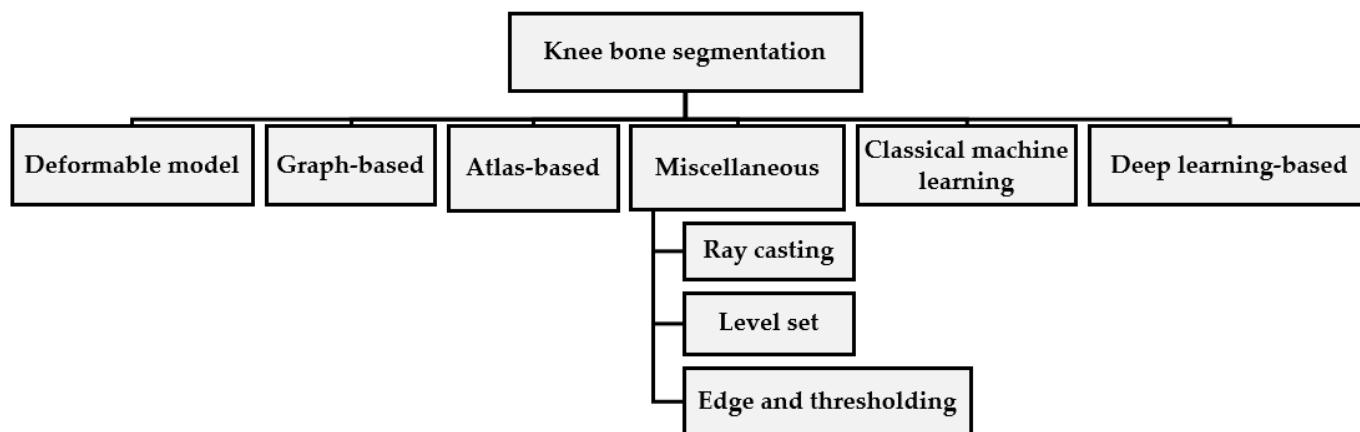 Knee bone segmentation
Deformable model
Graph-based
Atlas-based
Miscellaneous
Classical machine
learning
Deep learning-based
Ray casting
Level set
Edge and thresholding